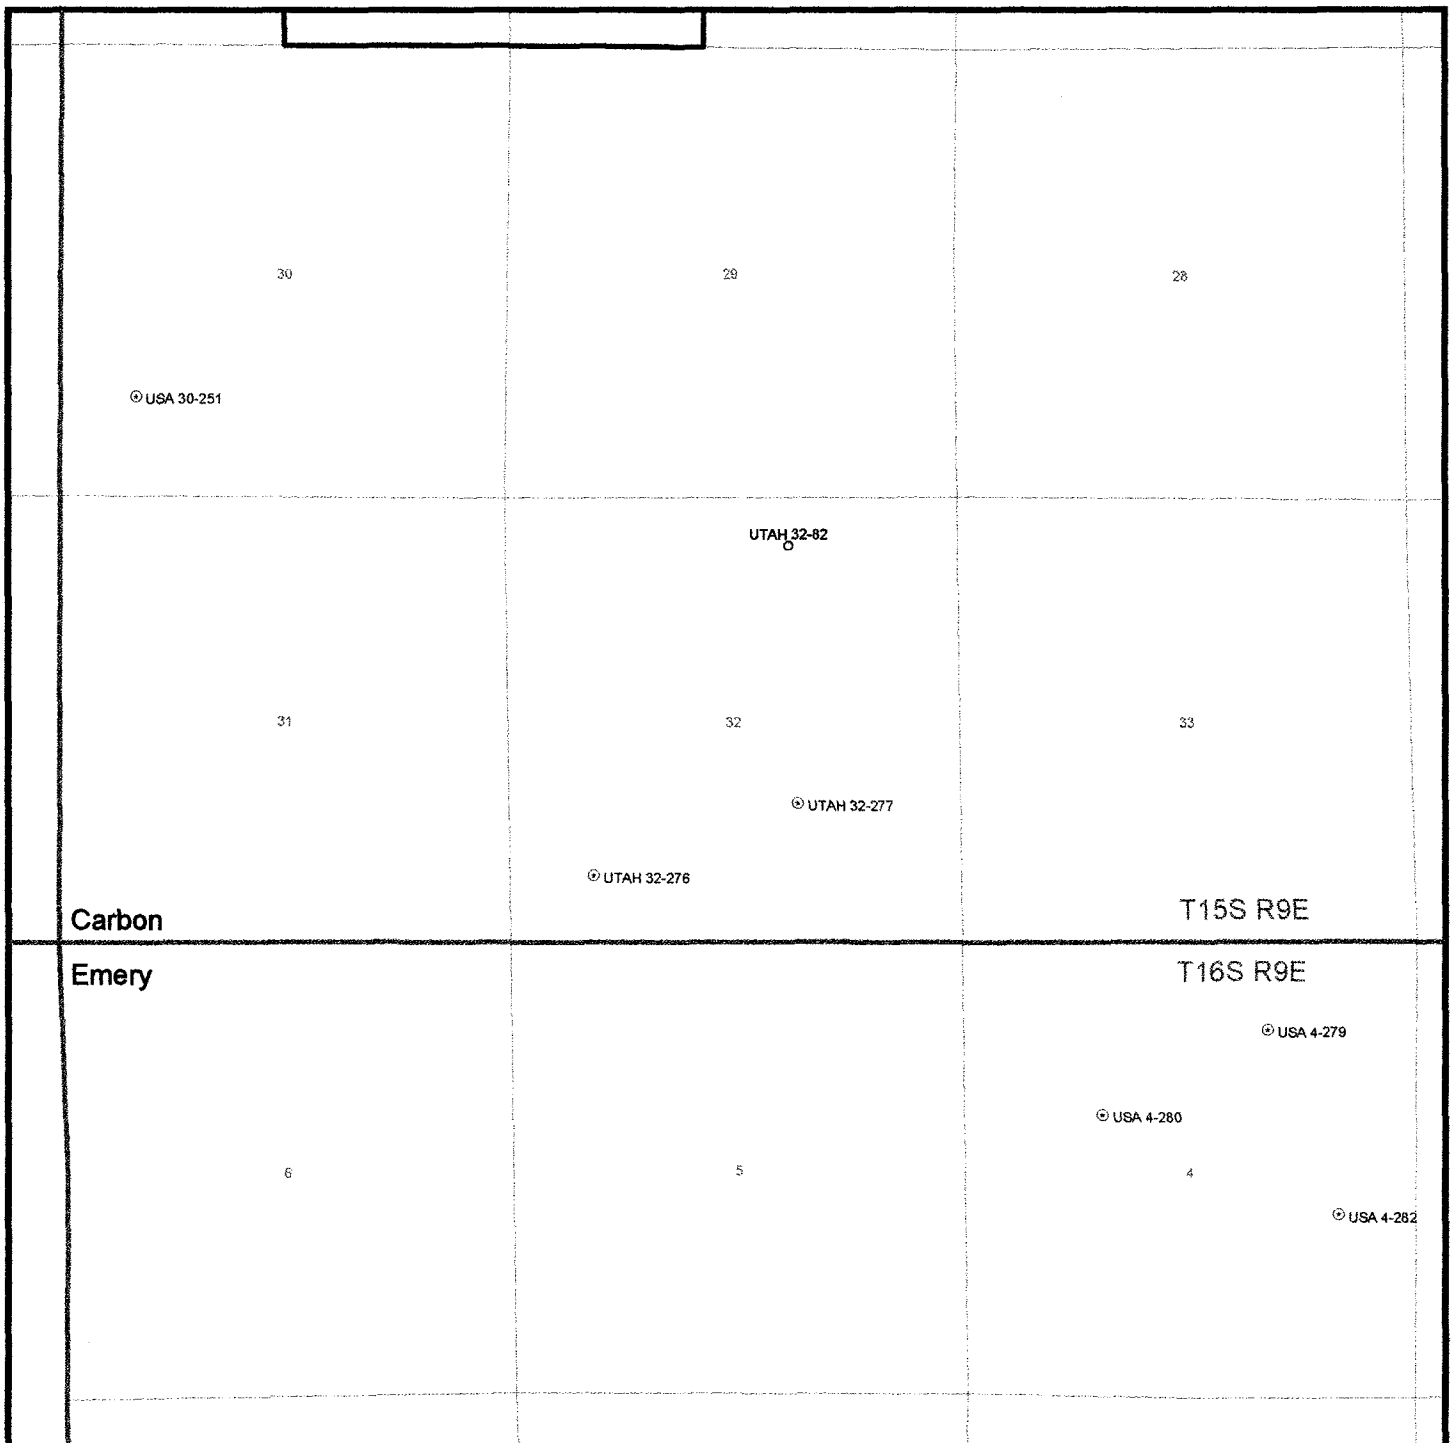 30
29
28
USA 30-251
UTAH 32-82
31
32
33
UTAH 32-277
UTAH 32-276
Carbon
T15S R9E
Emery
T16S R9E
USA 4-279
USA 4-280
6
5
4
USA 4-282